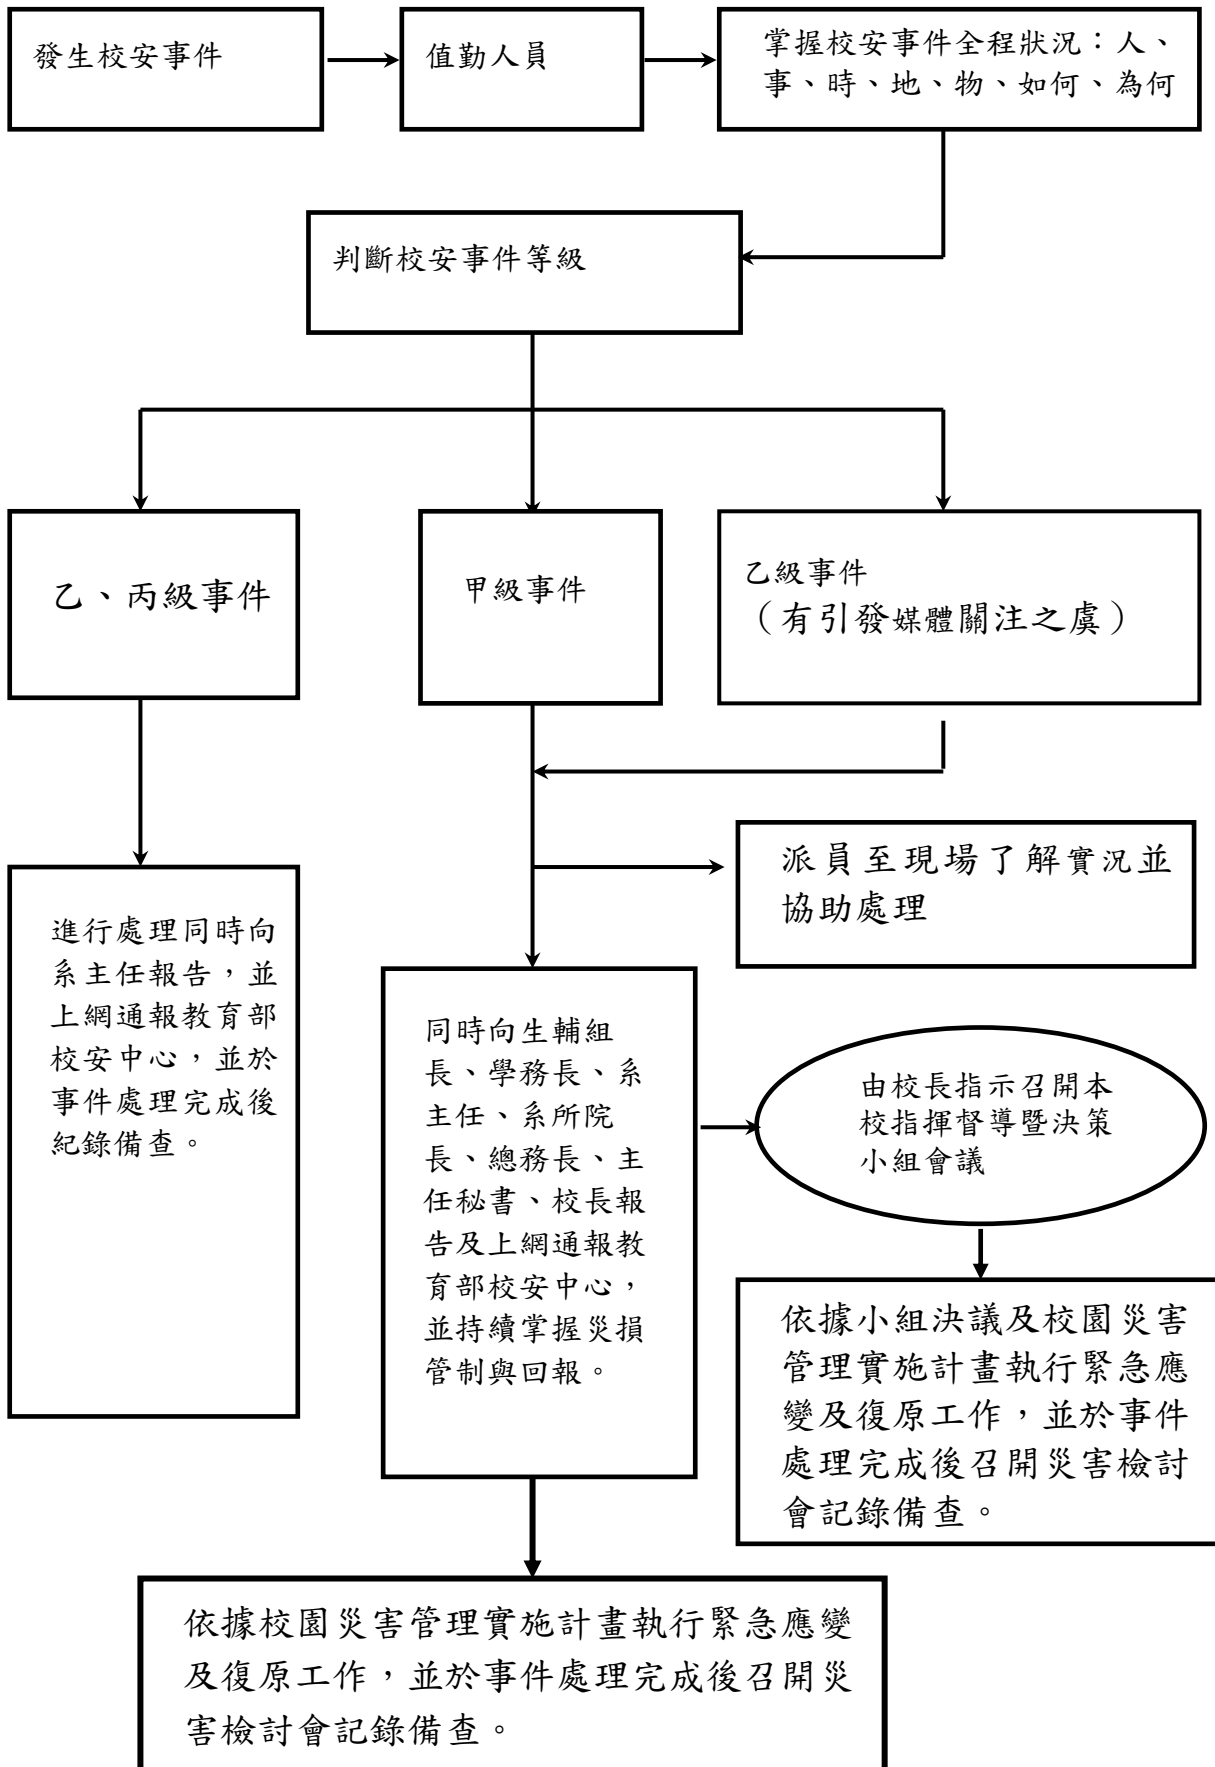 發生校安事件
值勤人員
掌握校安事件全程狀況：人、
事、時、地、物、如何、為何
判斷校安事件等級
乙、丙級事件
甲級事件
乙級事件
（有引發媒體關注之虞）
派員至現場了解實況並
協助處理
進行處理同時向
系主任報告，並
上網通報教育部
校安中心，並於
事件處理完成後
紀錄備查。
同時向生輔組
長、學務長、系
主任、系所院
長、總務長、主
任秘書、校長報
告及上網通報教
育部校安中心，
並持續掌握災損
管制與回報。
由校長指示召開本
校指揮督導暨決策
小組會議
依據小組決議及校園災害
管理實施計畫執行緊急應
變及復原工作，並於事件
處理完成後召開災害檢討
會記錄備查。
依據校園災害管理實施計畫執行緊急應變
及復原工作，並於事件處理完成後召開災
害檢討會記錄備查。